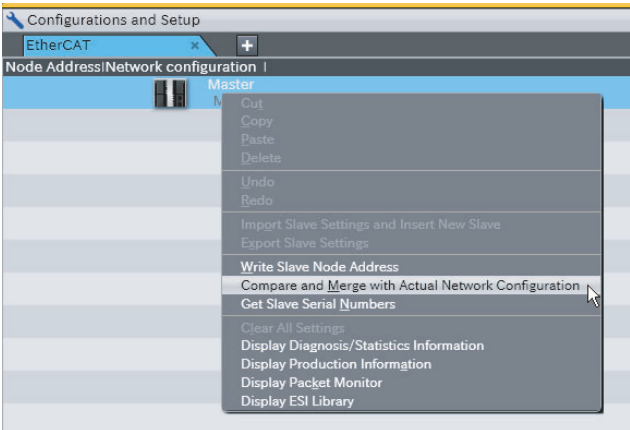 Configurations and Setup
EtherCAT
Node Address|Network configuration |
Master
M
Cut
Copy
Paste
Delete
Undo
Redo
Import Slave Settings and Insert New Slave
Export Slave Settings
Write Slave Node Address
Compare and Merge with Actual Network Configuration
Get Slave Serial Numbers
Clear All Settings
Display Diagnosis/Statistics Information
Display Production Information
Display Packet Monitor
Display ESI Library